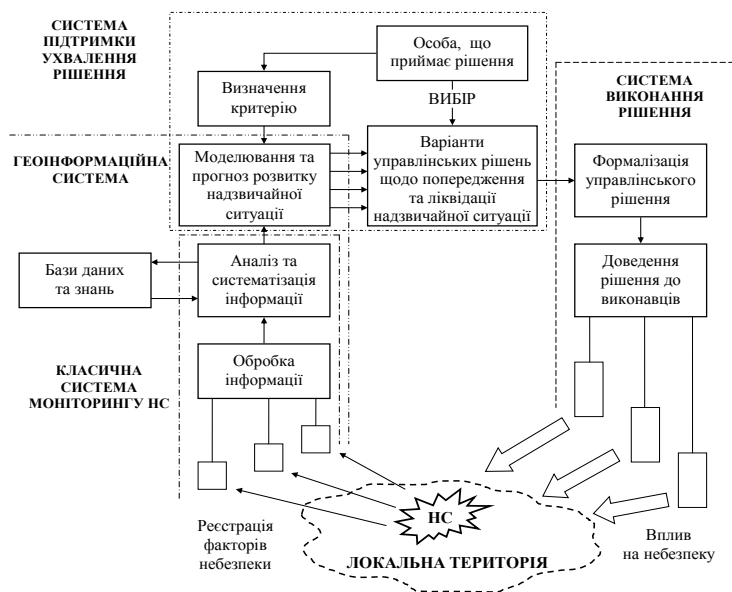 СИСТЕМА
ПІДТРИМКИ
УХВАЛЕННЯ
РІШЕННЯ
Особа, що
приймає рішення
Визначення
критерію
ВИБІР
СИСТЕМА
ВИКОНАННЯ
РІШЕННЯ
ГЕОІНФОРМАЦІЙНА
СИСТЕМА
Моделювання та
прогноз розвитку
надзвичайної
ситуації
Варіанти
управлінських рішень
щодо попередження
та ліквідації
надзвичайної ситуації
Формалізація
управлінського
рішення
Бази даних
та знань
Аналіз та
систематізація
інформації
Доведення
рішення до
виконавців
КЛАСИЧНА
СИСТЕМА
МОНІТОРИНГУ НС
Обробка
інформації
Реєстрація
факторів
небезпеки
НС
ЛОКАЛЬНА ТЕРИТОРІЯ
Вплив
на небезпеку